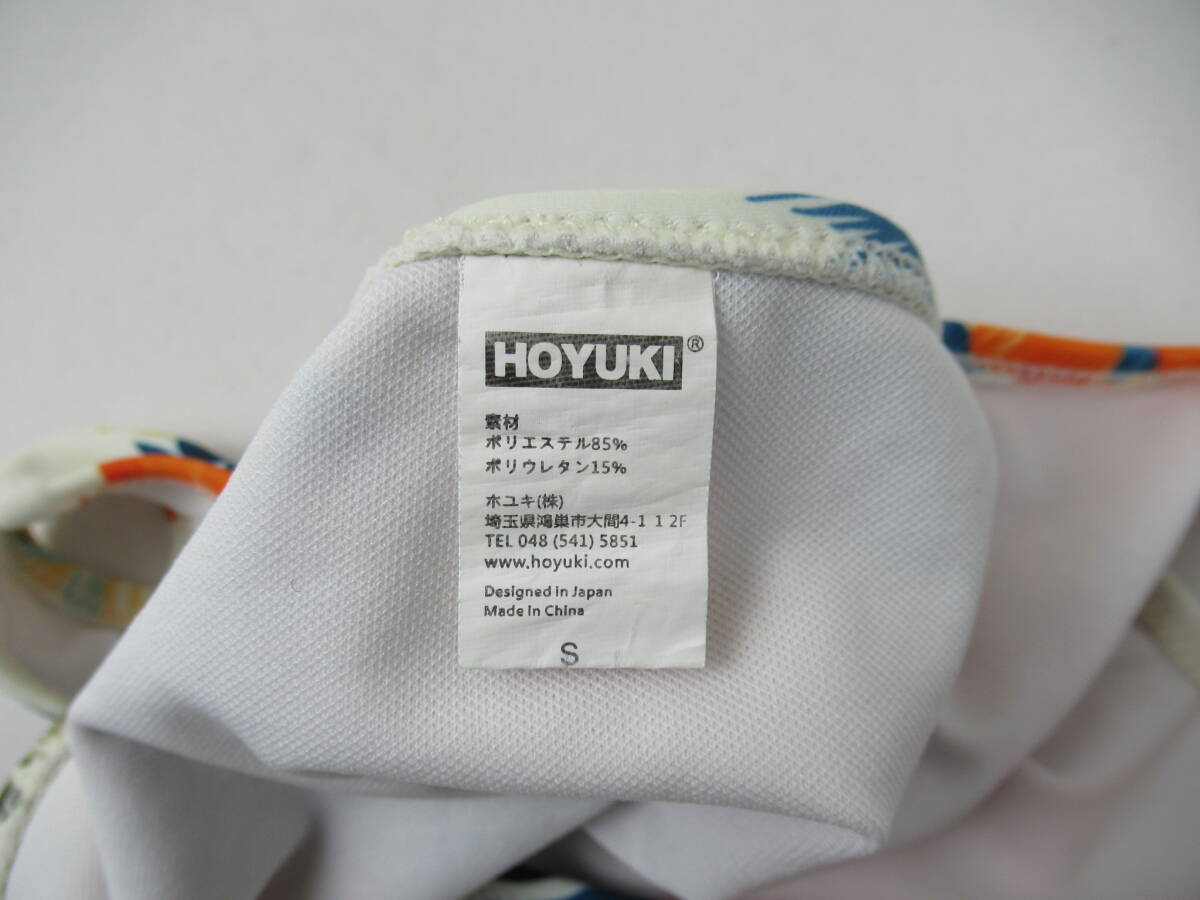 HOYUKI®
素材
ポリエステル85%
ポリウレタン15%
ホユキ(株)
埼玉県鴻巣市大間4-1 1 2F
TEL 048 (541) 5851
www.hoyuki.com
Designed in Japan
Made in China
S